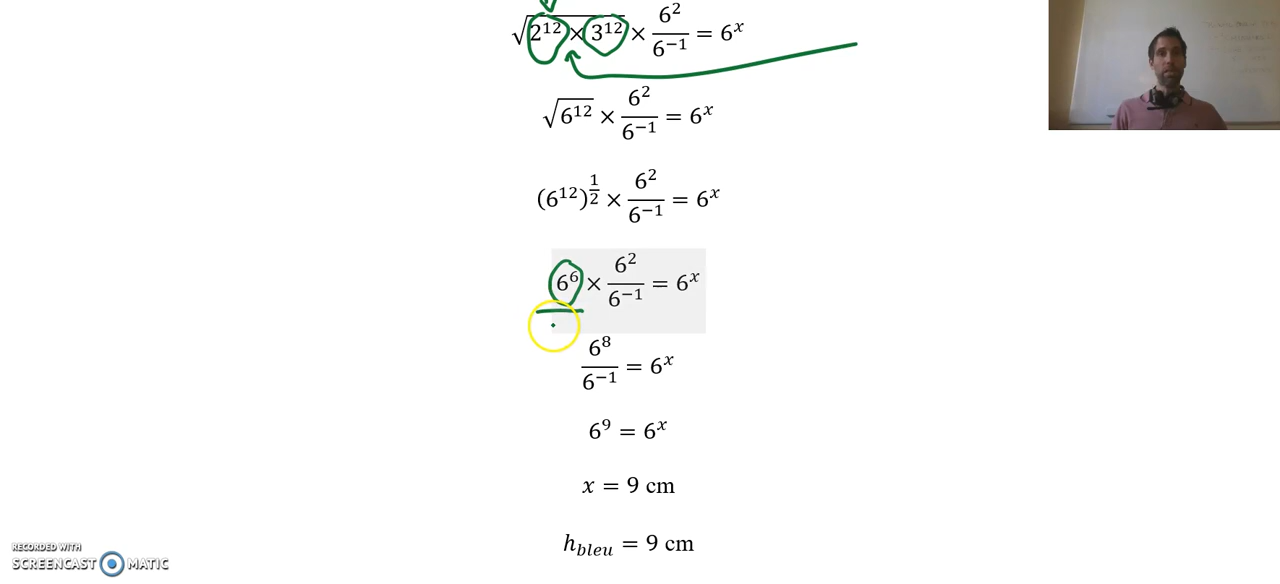 √(2¹² × 3¹²) × 6²/6⁻¹ = 6ˣ
√(6¹²) × 6²/6⁻¹ = 6ˣ
(6¹²)^(1/2) × 6²/6⁻¹ = 6ˣ
6⁶ × 6²/6⁻¹ = 6ˣ
6⁸/6⁻¹ = 6ˣ
6⁹ = 6ˣ
x = 9 cm
h_bleu = 9 cm
RECORDED WITH
SCREENCAST MATIC